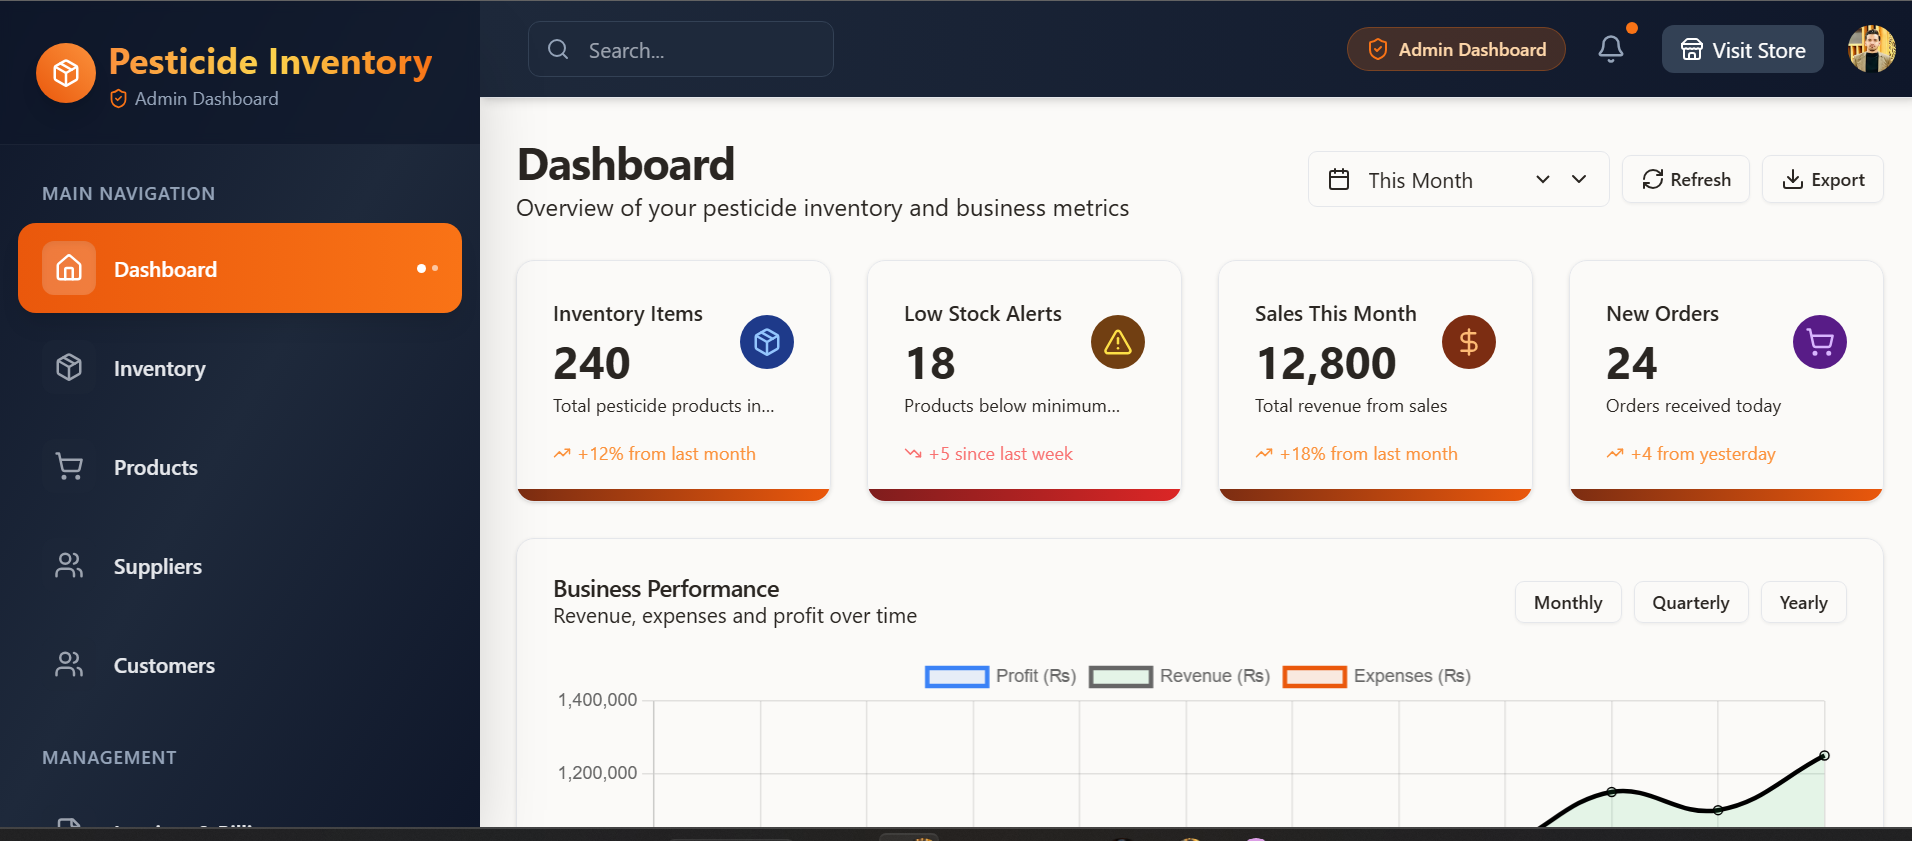 Pesticide Inventory
Admin Dashboard
MAIN NAVIGATION
Dashboard
Inventory
Products
Suppliers
Customers
MANAGEMENT
Search...
Admin Dashboard
Visit Store
Dashboard
Overview of your pesticide inventory and business metrics
This Month
Refresh
Export
Inventory Items
240
Total pesticide products in...
+12% from last month
Low Stock Alerts
18
Products below minimum...
+5 since last week
Sales This Month
12,800
Total revenue from sales
+18% from last month
New Orders
24
Orders received today
+4 from yesterday
Business Performance
Revenue, expenses and profit over time
Monthly
Quarterly
Yearly
Profit (Rs)
Revenue (Rs)
Expenses (Rs)
1,400,000
1,200,000